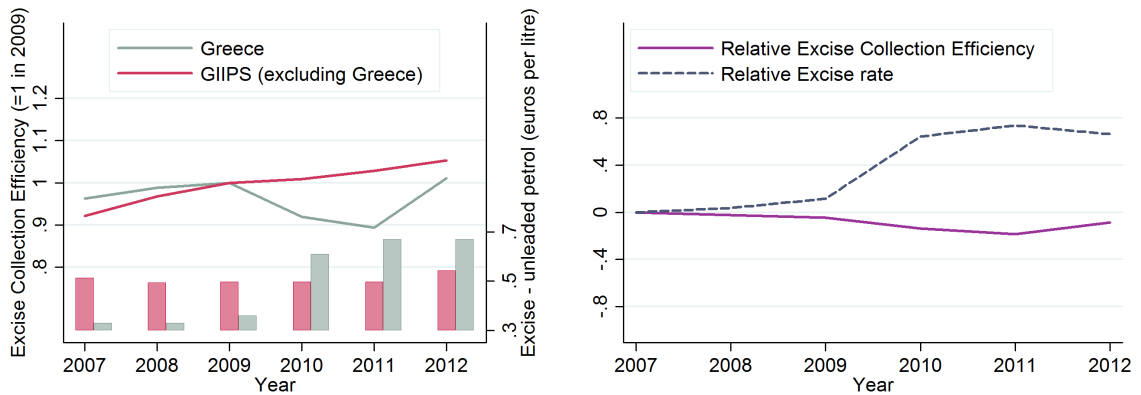 Excise Collection Efficiency (=1 in 2009)
Greece
GIIPS (excluding Greece)
1.2
1.1
1
.9
.8
.7
.5
.3
Excise - unleaded petrol (euros per litre)
2007 2008 2009 2010 2011 2012
Year
Relative Excise Collection Efficiency
Relative Excise rate
.8
.4
0
-.4
-.8
2007 2008 2009 2010 2011 2012
Year